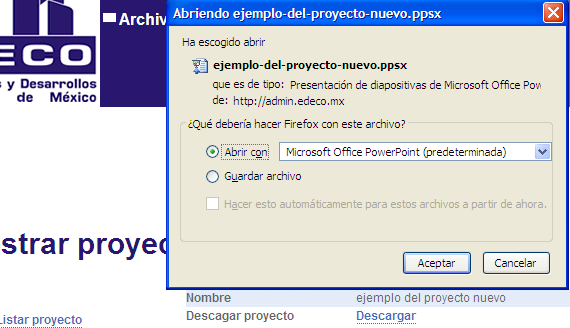 Archiv
DECO
s y Desarrollos
de México
Abriendo ejemplo-del-proyecto-nuevo.ppsx
Ha escogido abrir
ejemplo-del-proyecto-nuevo.ppsx
que es de tipo: Presentación de diapositivas de Microsoft Office Pow
de: http://admin.edeco.mx
¿Qué debería hacer Firefox con este archivo?
Abrir con
Microsoft Office PowerPoint (predeterminada)
Guardar archivo
Hacer esto automáticamente para estos archivos a partir de ahora.
Aceptar
Cancelar
strar proyec
Nombre ejemplo del proyecto nuevo
Listar proyecto
Descagar proyecto Descargar